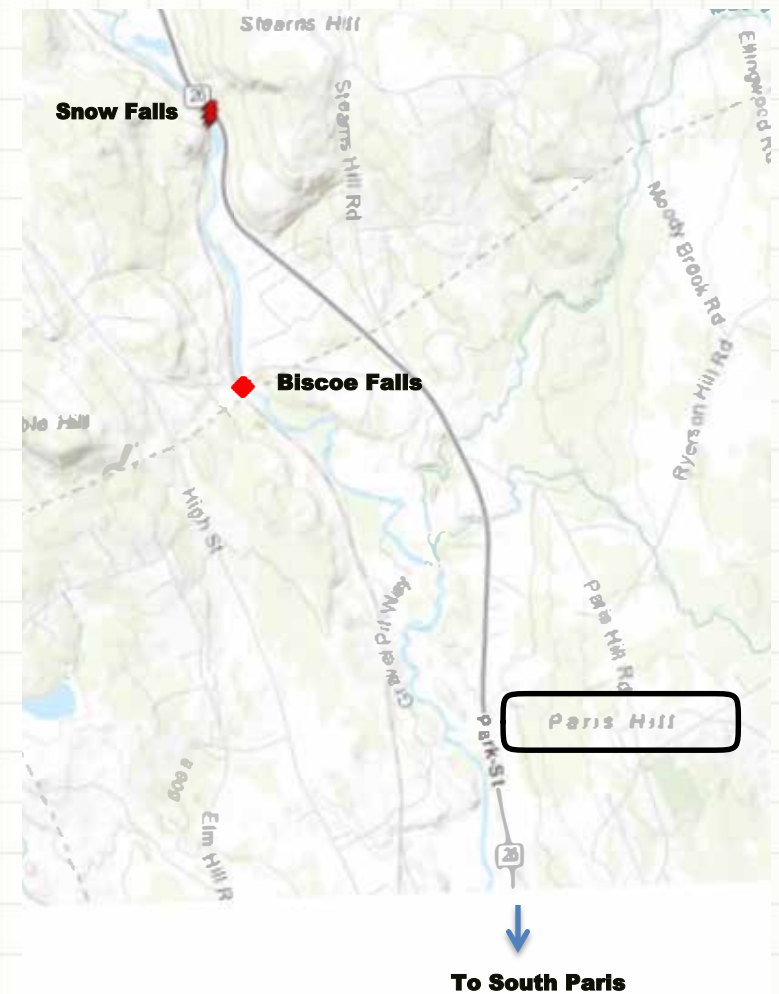 Stearns Hill
Ellingwood Rd
26
Snow Falls
Stearns Hill Rd
Moody Brook Rd
Ryerson Hill Rd
Biscoe Falls
High St
Paris Hill Rd
Gravel Pit Way
Paris Hill
Park St
Elm Hill R
26
To South Paris